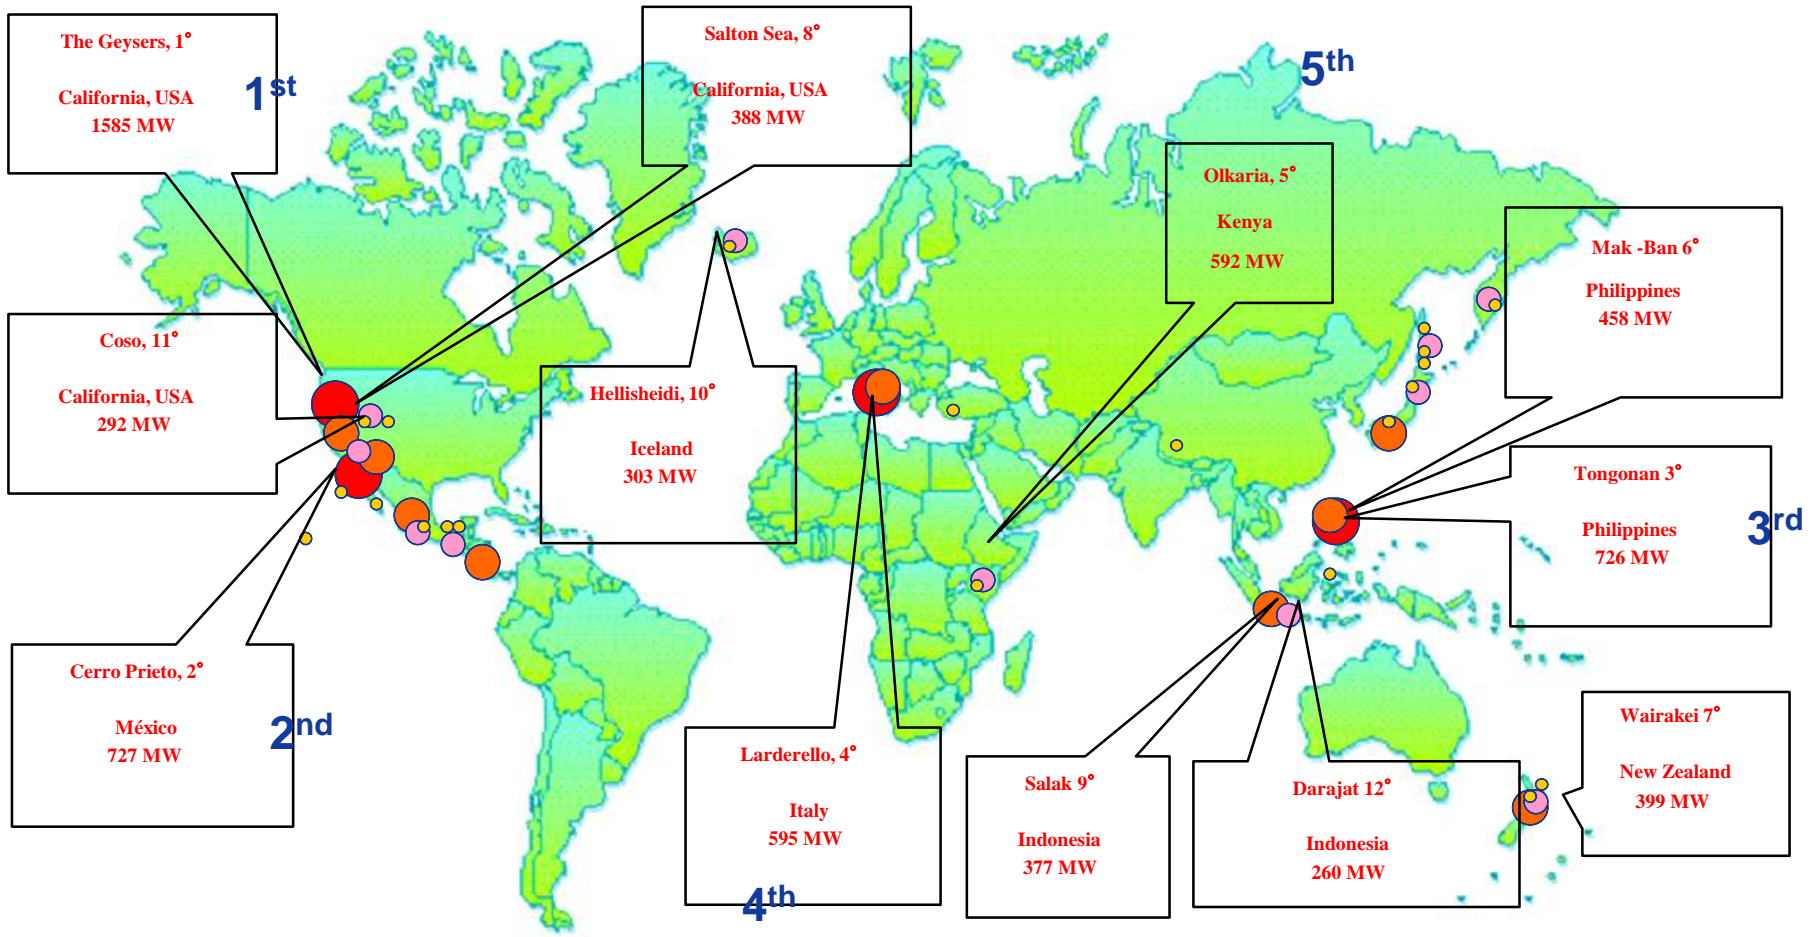 The Geysers, 1°
California, USA
1585 MW
1st
Salton Sea, 8°
California, USA
388 MW
5th
Olkaria, 5°
Kenya
592 MW
Mak -Ban 6°
Philippines
458 MW
Coso, 11°
California, USA
292 MW
Hellisheidi, 10°
Iceland
303 MW
Tongonan 3°
Philippines
726 MW
3rd
Cerro Prieto, 2°
México
727 MW
2nd
Larderello, 4°
Italy
595 MW
4th
Salak 9°
Indonesia
377 MW
Darajat 12°
Indonesia
260 MW
Wairakei 7°
New Zealand
399 MW